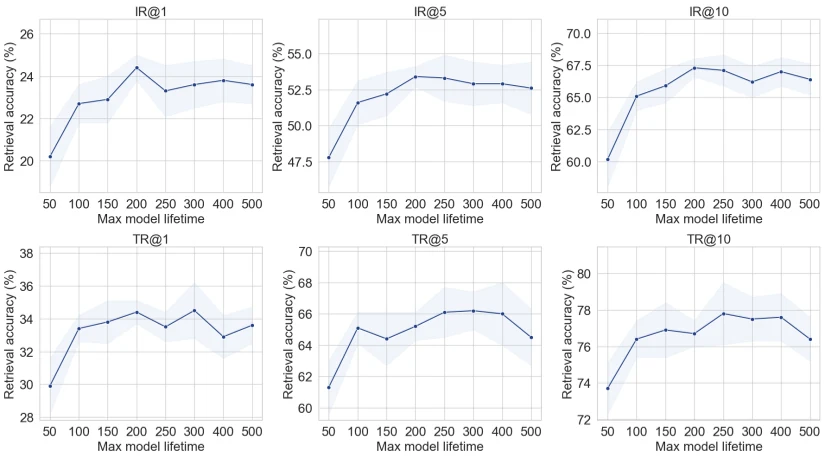 IR@1
Retrieval accuracy (%)
26
24
22
20
50 100 150 200 250 300 400 500
Max model lifetime
IR@5
Retrieval accuracy (%)
55.0
52.5
50.0
47.5
50 100 150 200 250 300 400 500
Max model lifetime
IR@10
Retrieval accuracy (%)
70.0
67.5
65.0
62.5
60.0
50 100 150 200 250 300 400 500
Max model lifetime
TR@1
Retrieval accuracy (%)
38
36
34
32
30
28
50 100 150 200 250 300 400 500
Max model lifetime
TR@5
Retrieval accuracy (%)
70
68
66
64
62
60
50 100 150 200 250 300 400 500
Max model lifetime
TR@10
Retrieval accuracy (%)
80
78
76
74
72
50 100 150 200 250 300 400 500
Max model lifetime